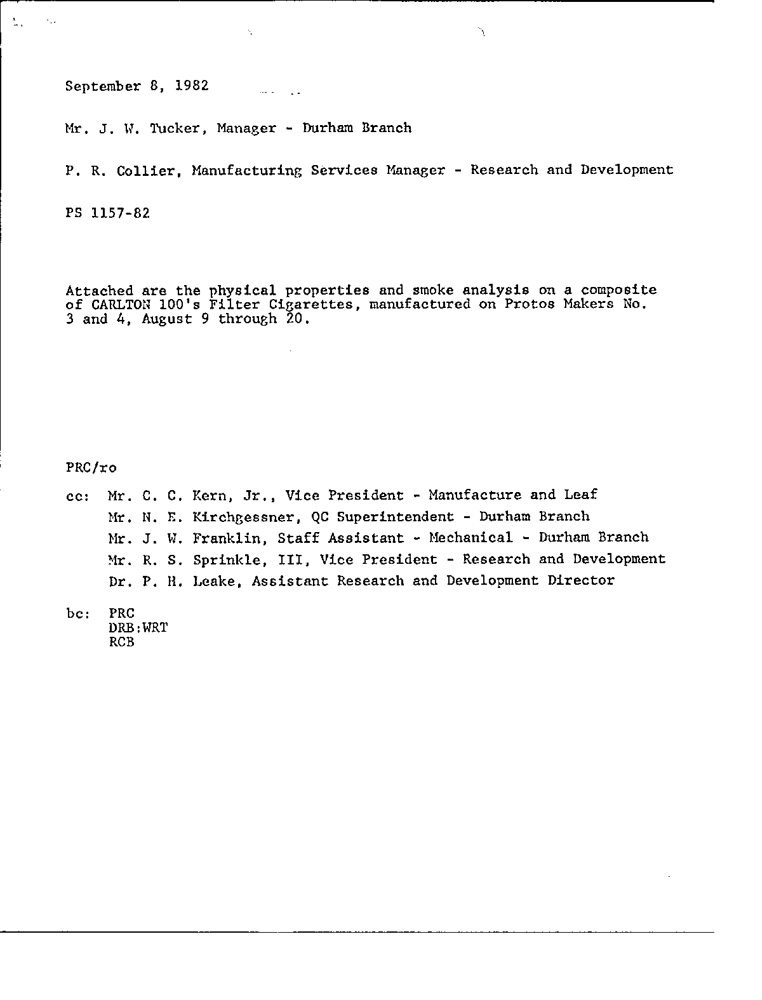 September 8, 1982
Mr. J. W. Tucker, Manager - Durham Branch
P. R. Collier, Manufacturing Services Manager - Research and Development
PS 1157-82
Attached are the physical properties and smoke analysis on a composite
of CARLTON 100's Filter Cigarettes, manufactured on Protos Makers No.
3 and 4, August 9 through 20.
PRC/ro
cc: Mr. C. C. Kern, Jr., Vice President - Manufacture and Leaf
Mr. N. E. Kirchgessner, QC Superintendent - Durham Branch
Mr. J. W. Franklin, Staff Assistant - Mechanical - Durham Branch
Mr. R. S. Sprinkle, III, Vice President - Research and Development
Dr. P. H. Leake, Assistant Research and Development Director
bc: PRC
DRB:WRT
RCB